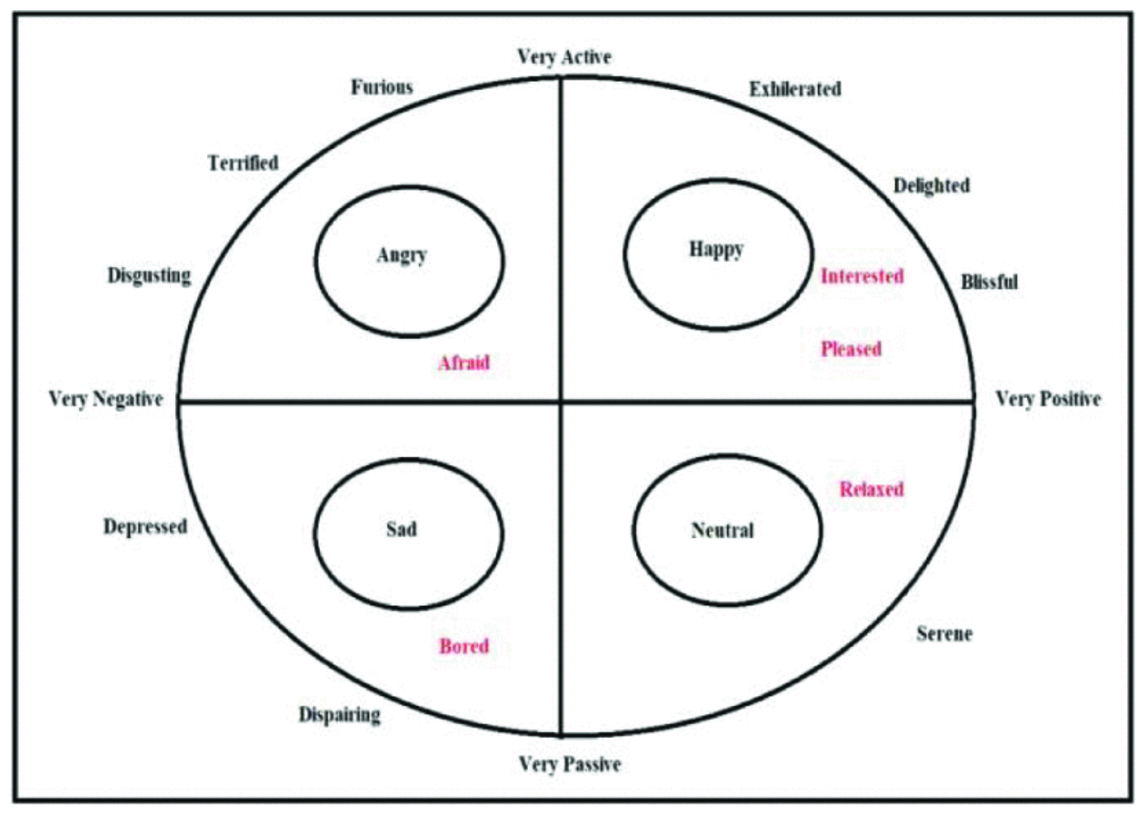 Very Active
Furious
Exhilerated
Terrified
Delighted
Angry
Happy
Disgusting
Interested
Blissful
Afraid
Pleased
Very Negative
Very Positive
Relaxed
Depressed
Sad
Neutral
Serene
Bored
Dispairing
Very Passive